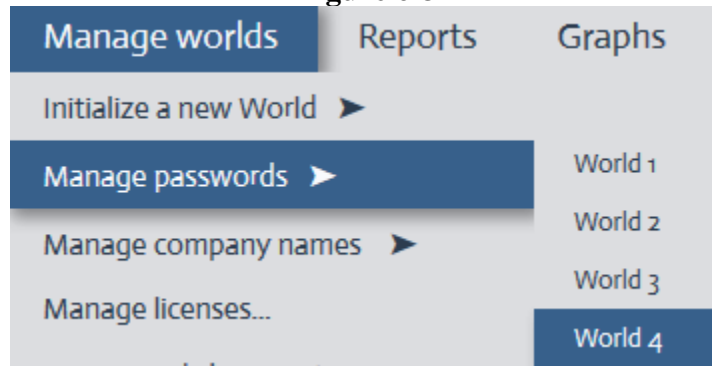 Manage worlds Reports Graphs
Initialize a new World ➤
Manage passwords ➤
World 1
World 2
Manage company names ➤
World 3
Manage licenses...
World 4